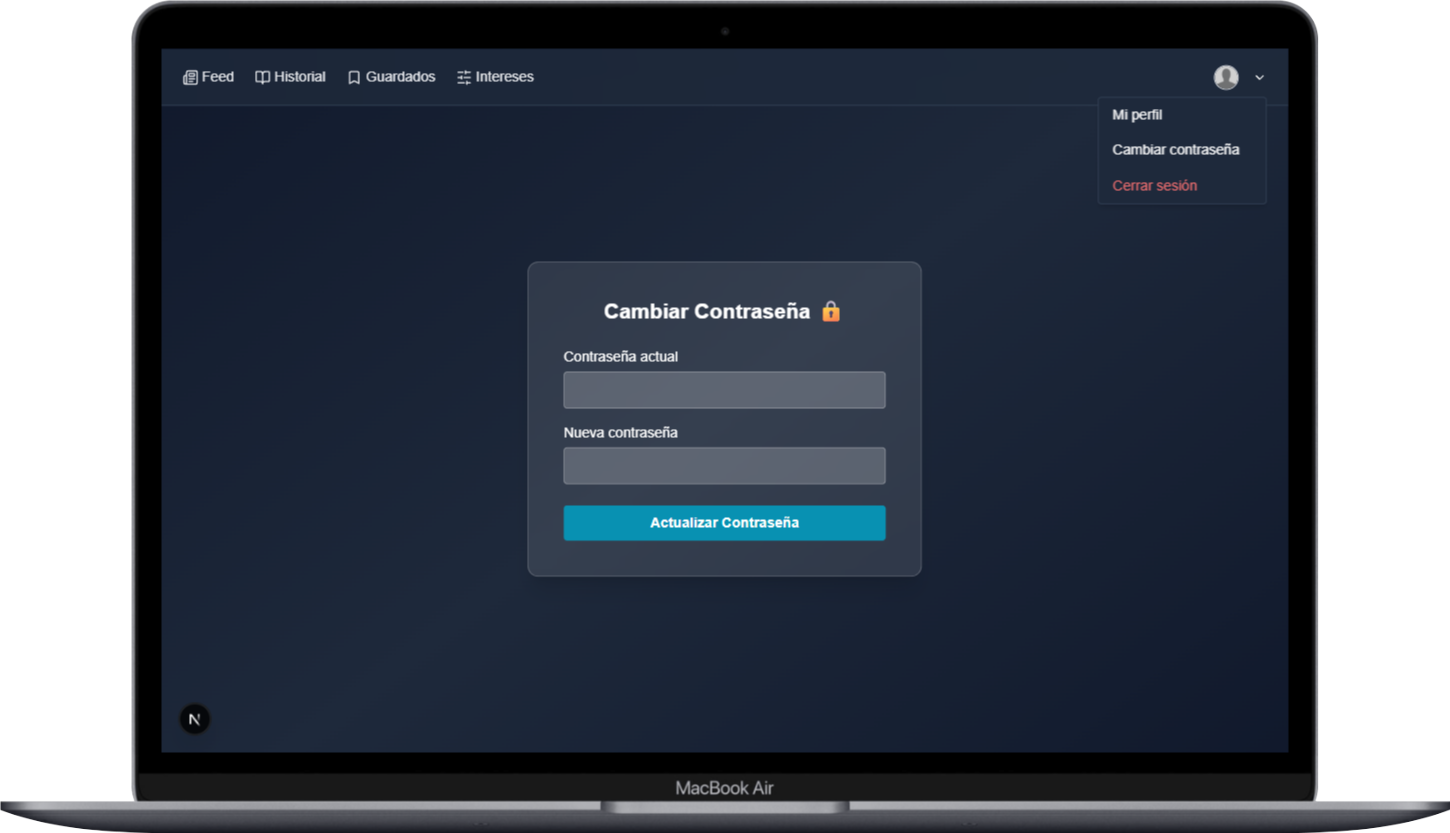 Feed Historial Guardados Intereses
Mi perfil
Cambiar contraseña
Cerrar sesión
Cambiar Contraseña 🔒
Contraseña actual
Nueva contraseña
Actualizar Contraseña
N
MacBook Air